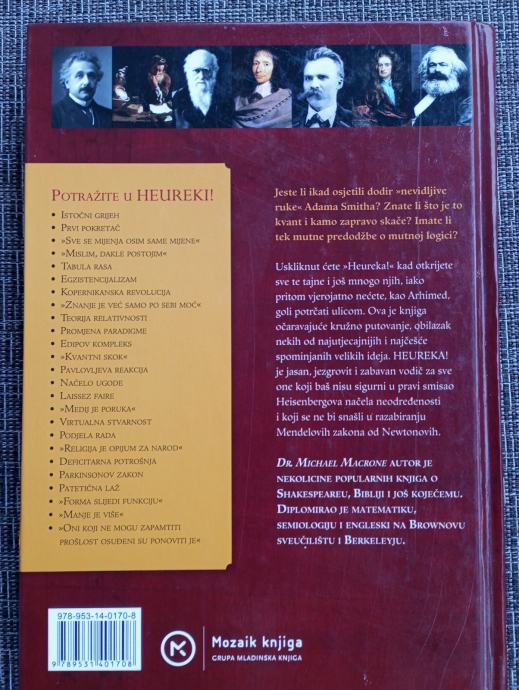 Potražite u HEUREKI!
• Istočni grijeh
• Prvi pokretač
• »Sve se mijenja osim same mijene«
• »Mislim, dakle postojim«
• Tabula rasa
• Egzistencijalizam
• Kopernikanska revolucija
• »Znanje je već samo po sebi moć«
• Teorija relativnosti
• Promjena paradigme
• Edipov kompleks
• »Kvantni skok«
• Pavlovljeva reakcija
• Načelo ugode
• Laissez faire
• »Medij je poruka«
• Virtualna stvarnost
• Podjela rada
• »Religija je opijum za narod«
• Deficitarna potrošnja
• Parkinsonov zakon
• Patetična laž
• »Forma slijedi funkciju«
• »Manje je više«
• »Oni koji ne mogu zapamtiti
prošlost osuđeni su ponoviti je«
Jeste li ikad osjetili dodir »nevidljive
ruke« Adama Smitha? Znate li što je to
kvant i kamo zapravo skače? Imate li
tek mutne predodžbe o mutnoj logici?
Uskliknut ćete »Heureka!« kad otkrijete
sve te tajne i još mnogo njih, iako
pritom vjerojatno nećete, kao Arhimed,
goli potrčati ulicom. Ova je knjiga
očaravajuće kružno putovanje, obilazak
nekih od najutjecajnijih i najčešće
spominjanih velikih ideja. HEUREKA!
je jasan, jezgrovit i zabavan vodič za sve
one koji baš nisu sigurni u pravi smisao
Heisenbergova načela neodređenosti
i koji se ne bi snašli u razabiranju
Mendelovih zakona od Newtonovih.
Dr. Michael Macrone autor je
nekolicine popularnih knjiga o
Shakespeareu, Bibliji i još koječemu.
Diplomirao je matematiku,
semiologiju i engleski na Brownovu
sveučilištu i Berkeleyju.
978-953-14-0170-8
9 789531 401708
Mozaik knjiga
GRUPA MLADINSKA KNJIGA